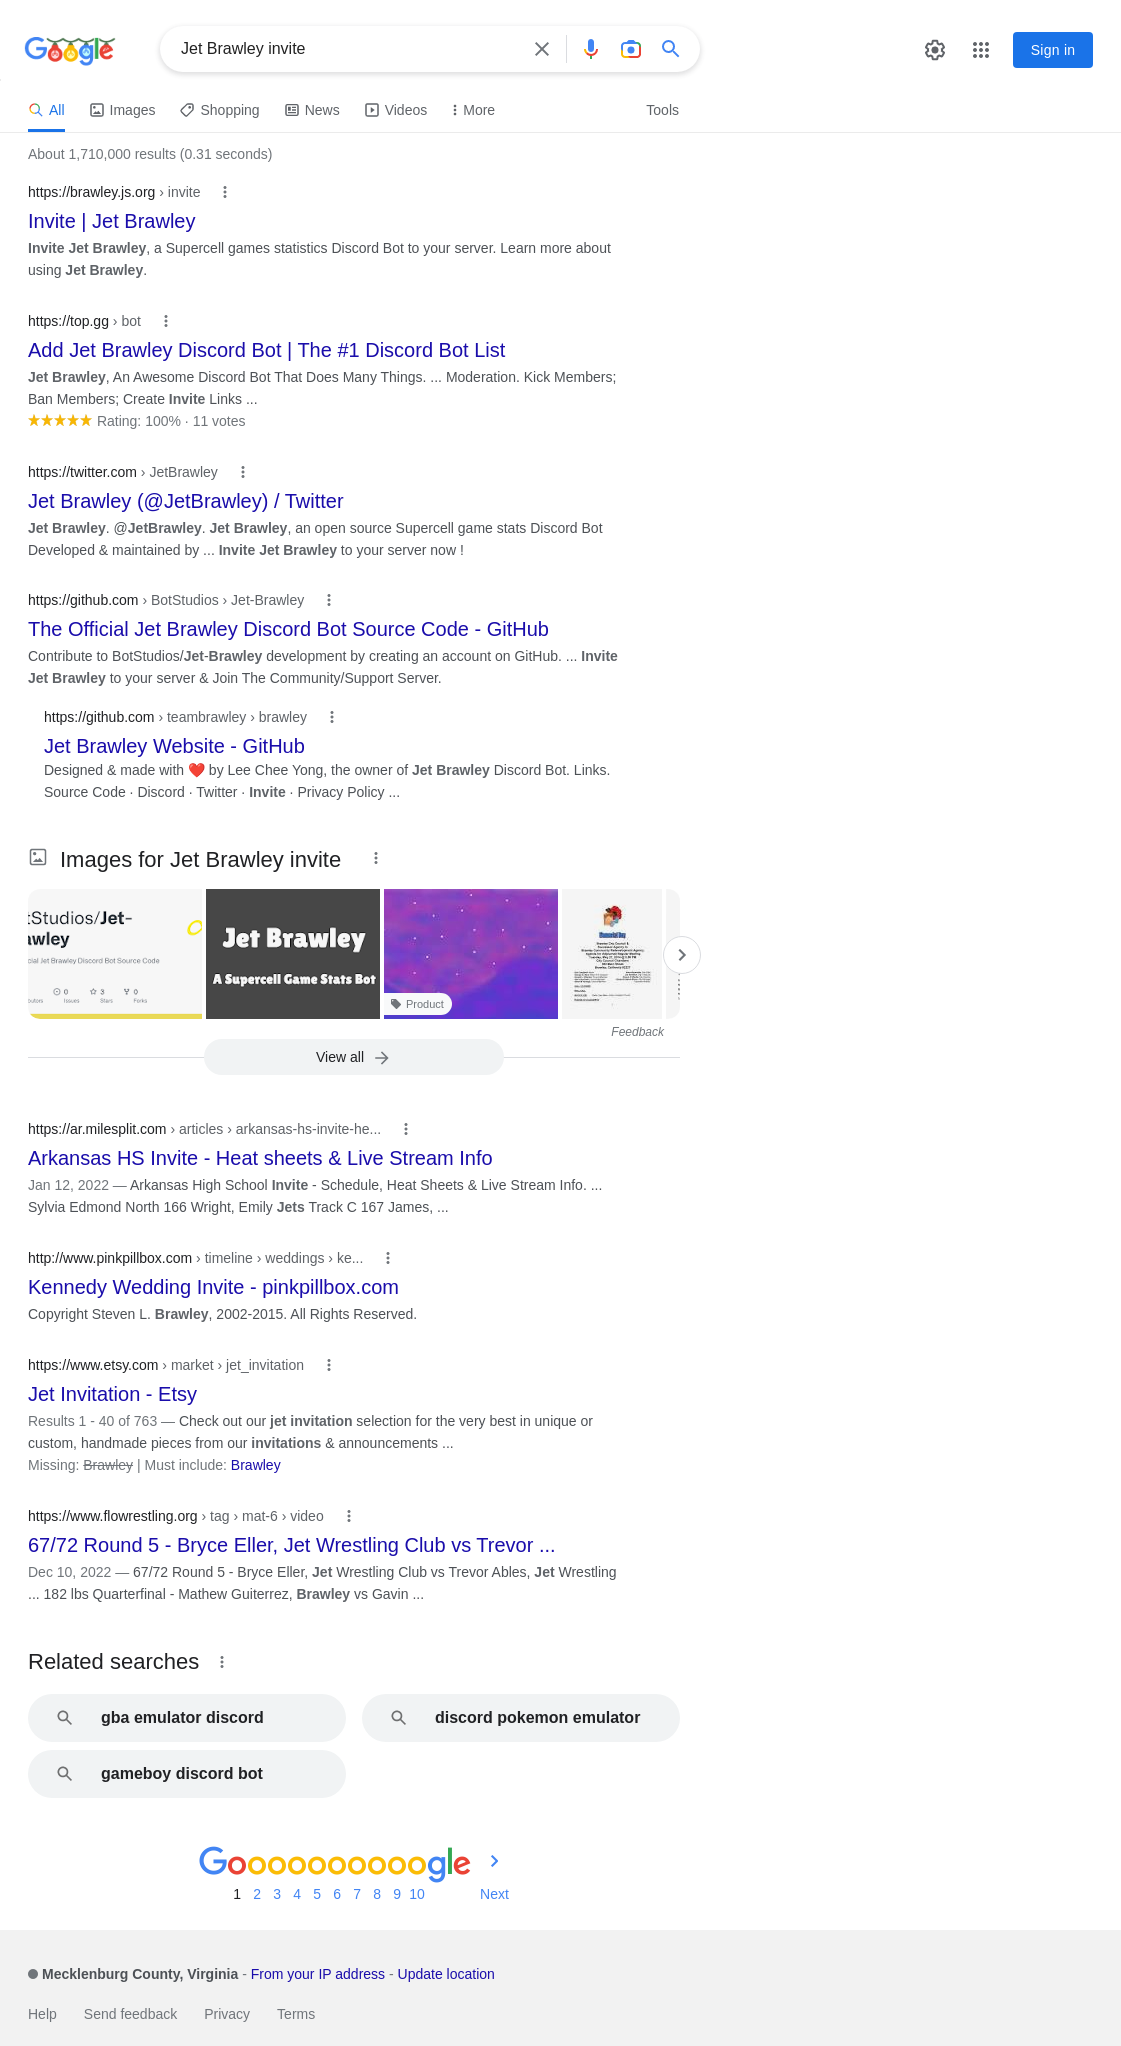 Google
Jet Brawley invite
Sign in
All
Images
Shopping
News
Videos
More
Tools
About 1,710,000 results (0.31 seconds)
https://brawley.js.org › invite
Invite | Jet Brawley
Invite Jet Brawley, a Supercell games statistics Discord Bot to your server. Learn more about
using Jet Brawley.
https://top.gg › bot
Add Jet Brawley Discord Bot | The #1 Discord Bot List
Jet Brawley, An Awesome Discord Bot That Does Many Things. ... Moderation. Kick Members;
Ban Members; Create Invite Links ...
Rating: 100% · 11 votes
https://twitter.com › JetBrawley
Jet Brawley (@JetBrawley) / Twitter
Jet Brawley. @JetBrawley. Jet Brawley, an open source Supercell game stats Discord Bot
Developed & maintained by ... Invite Jet Brawley to your server now !
https://github.com › BotStudios › Jet-Brawley
The Official Jet Brawley Discord Bot Source Code - GitHub
Contribute to BotStudios/Jet-Brawley development by creating an account on GitHub. ... Invite
Jet Brawley to your server & Join The Community/Support Server.
https://github.com › teambrawley › brawley
Jet Brawley Website - GitHub
Designed & made with ❤️ by Lee Chee Yong, the owner of Jet Brawley Discord Bot. Links.
Source Code · Discord · Twitter · Invite · Privacy Policy ...
Images for Jet Brawley invite
tStudios/Jet-
awley
cial Jet Brawley Discord Bot Source Code
0
3
0
butors
Issues
Stars
Forks
Jet Brawley
A Supercell Game Stats Bot
Product
Memorial Day
Feedback
View all
https://ar.milesplit.com › articles › arkansas-hs-invite-he...
Arkansas HS Invite - Heat sheets & Live Stream Info
Jan 12, 2022 — Arkansas High School Invite - Schedule, Heat Sheets & Live Stream Info. ...
Sylvia Edmond North 166 Wright, Emily Jets Track C 167 James, ...
http://www.pinkpillbox.com › timeline › weddings › ke...
Kennedy Wedding Invite - pinkpillbox.com
Copyright Steven L. Brawley, 2002-2015. All Rights Reserved.
https://www.etsy.com › market › jet_invitation
Jet Invitation - Etsy
Results 1 - 40 of 763 — Check out our jet invitation selection for the very best in unique or
custom, handmade pieces from our invitations & announcements ...
Missing: Brawley | Must include: Brawley
https://www.flowrestling.org › tag › mat-6 › video
67/72 Round 5 - Bryce Eller, Jet Wrestling Club vs Trevor ...
Dec 10, 2022 — 67/72 Round 5 - Bryce Eller, Jet Wrestling Club vs Trevor Ables, Jet Wrestling
... 182 lbs Quarterfinal - Mathew Guiterrez, Brawley vs Gavin ...
Related searches
gba emulator discord
discord pokemon emulator
gameboy discord bot
Goooooooooogle
1 2 3 4 5 6 7 8 9 10 Next
Mecklenburg County, Virginia - From your IP address - Update location
Help Send feedback Privacy Terms